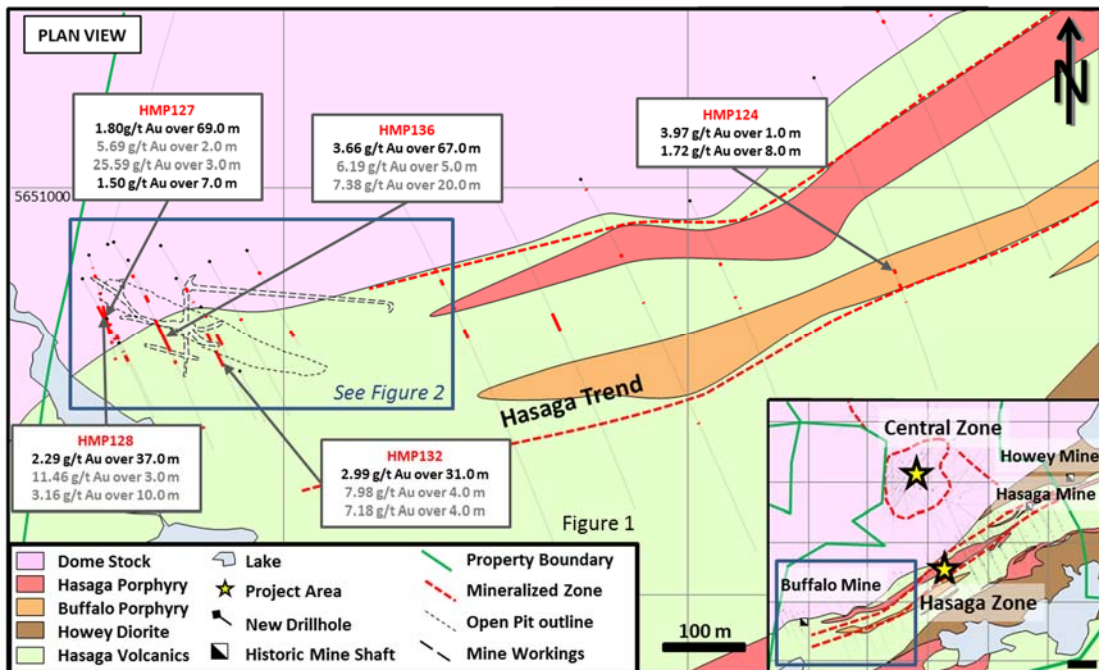 PLAN VIEW
N
HMP127
1.80g/t Au over 69.0 m
5.69 g/t Au over 2.0 m
25.59 g/t Au over 3.0 m
1.50 g/t Au over 7.0 m
HMP136
3.66 g/t Au over 67.0 m
6.19 g/t Au over 5.0 m
7.38 g/t Au over 20.0 m
HMP124
3.97 g/t Au over 1.0 m
1.72 g/t Au over 8.0 m
5651000
See Figure 2
Hasaga Trend
HMP128
2.29 g/t Au over 37.0 m
11.46 g/t Au over 3.0 m
3.16 g/t Au over 10.0 m
HMP132
2.99 g/t Au over 31.0 m
7.98 g/t Au over 4.0 m
7.18 g/t Au over 4.0 m
Figure 1
Central Zone
Howey Mine
Hasaga Mine
Buffalo Mine
Hasaga Zone
Dome Stock
Hasaga Porphyry
Buffalo Porphyry
Howey Diorite
Hasaga Volcanics
Lake
Project Area
New Drillhole
Historic Mine Shaft
Property Boundary
Mineralized Zone
Open Pit outline
Mine Workings
100 m